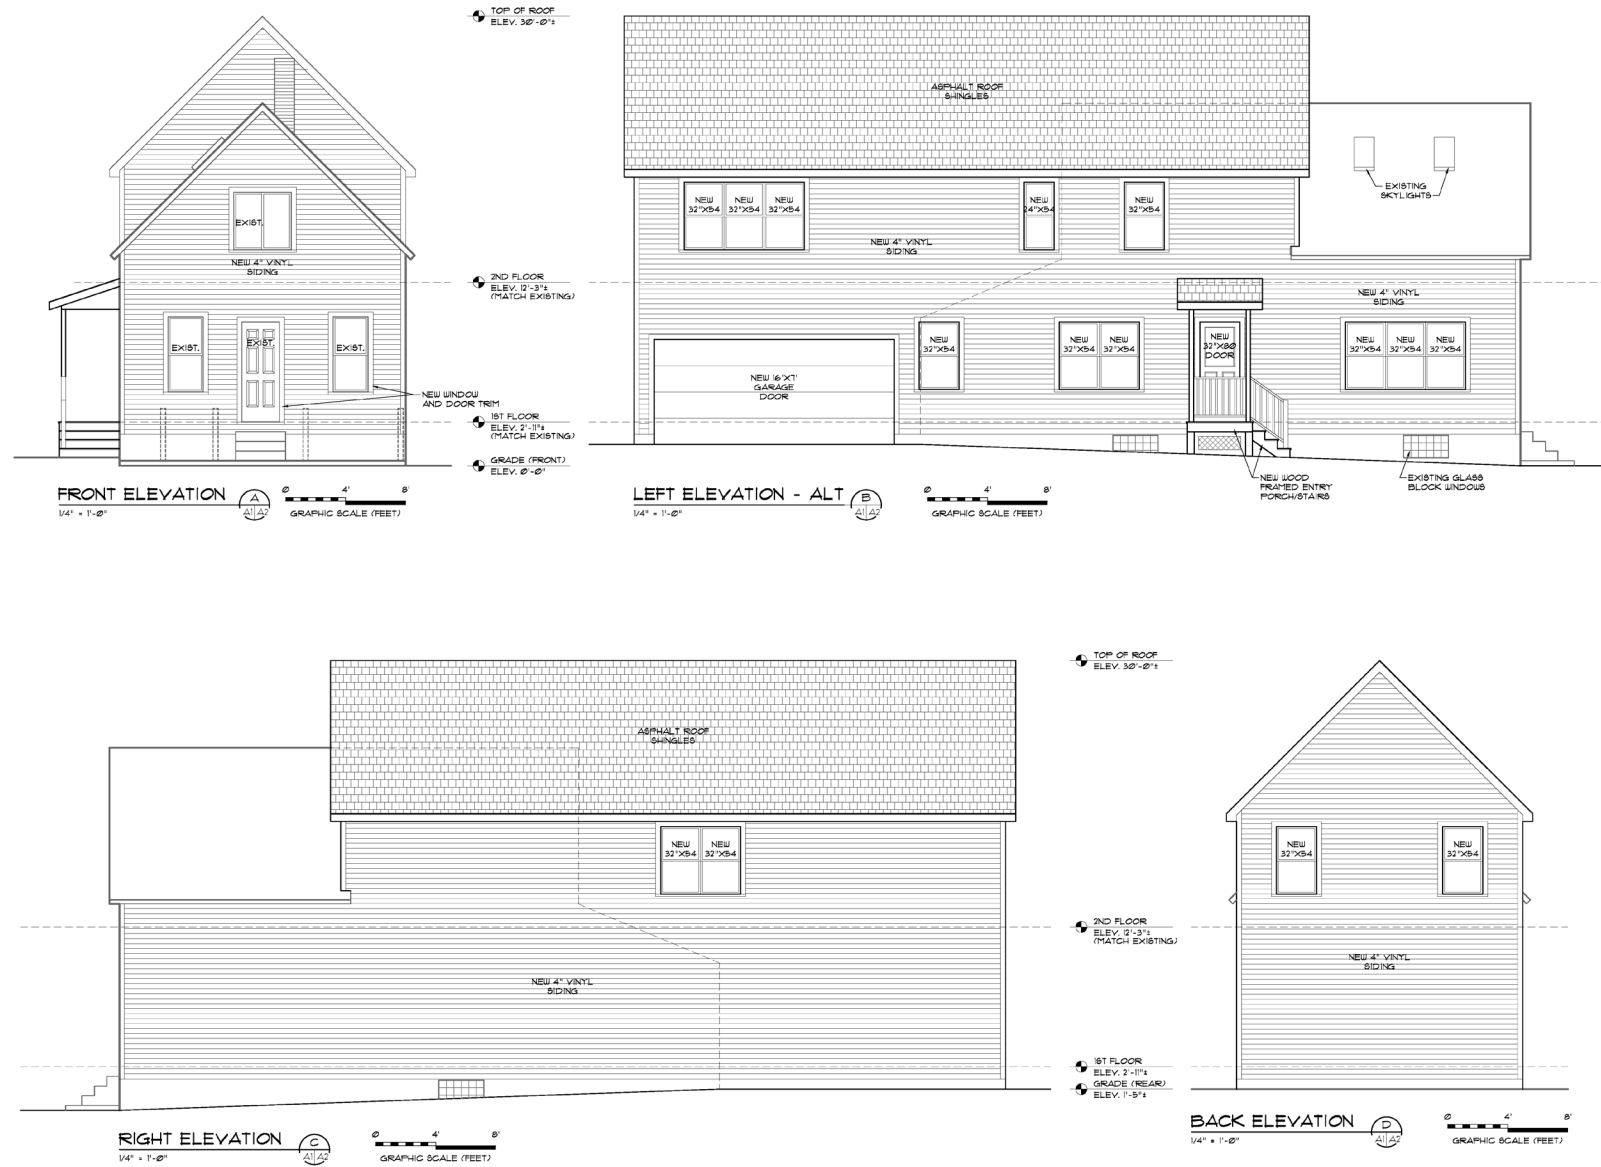 TOP OF ROOF
ELEV. 30'-0"±
EXIST.
NEW 4" VINYL
SIDING
EXIST.
EXIST.
EXIST.
2ND FLOOR
ELEV. 12'-3"±
(MATCH EXISTING)
NEW WINDOW
AND DOOR TRIM
1ST FLOOR
ELEV. 2'-11"±
(MATCH EXISTING)
GRADE (FRONT)
ELEV. 0'-0"
FRONT ELEVATION
1/4" = 1'-0"
A
A1 A2
0 4' 8'
GRAPHIC SCALE (FEET)
ASPHALT ROOF
SHINGLES
EXISTING
SKYLIGHTS
NEW
32"X54
NEW
32"X54
NEW
32"X54
NEW
24"X54
NEW
32"X54
NEW 4" VINYL
SIDING
NEW 4" VINYL
SIDING
NEW
32"X54
NEW
32"X54
NEW
32"X54
NEW
32"X80
DOOR
NEW
32"X54
NEW
32"X54
NEW
32"X54
NEW 16'X7'
GARAGE
DOOR
NEW WOOD
FRAMED ENTRY
PORCH/STAIRS
EXISTING GLASS
BLOCK WINDOWS
LEFT ELEVATION - ALT
1/4" = 1'-0"
B
A1 A2
0 4' 8'
GRAPHIC SCALE (FEET)
ASPHALT ROOF
SHINGLES
NEW
32"X54
NEW
32"X54
NEW 4" VINYL
SIDING
RIGHT ELEVATION
1/4" = 1'-0"
C
A1 A2
0 4' 8'
GRAPHIC SCALE (FEET)
TOP OF ROOF
ELEV. 30'-0"±
2ND FLOOR
ELEV. 12'-3"±
(MATCH EXISTING)
1ST FLOOR
ELEV. 2'-11"±
GRADE (REAR)
ELEV. 1'-5"±
NEW
32"X54
NEW
32"X54
NEW 4" VINYL
SIDING
BACK ELEVATION
1/4" = 1'-0"
D
A1 A2
0 4' 8'
GRAPHIC SCALE (FEET)